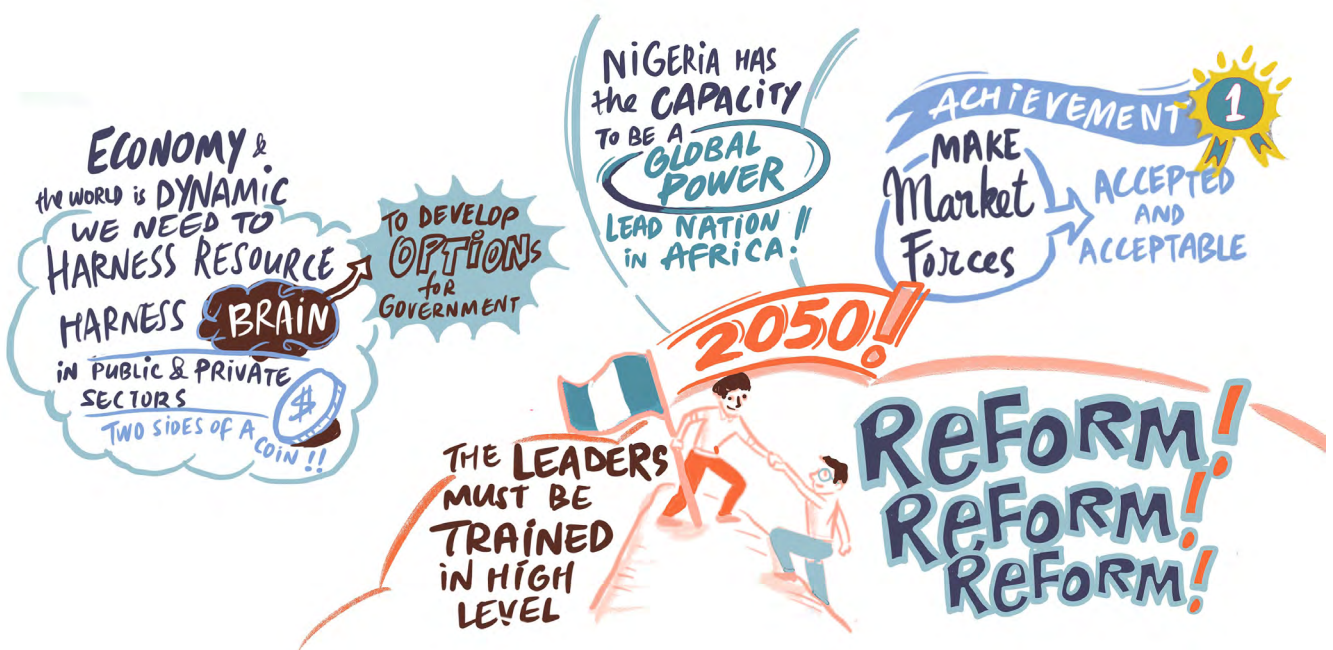 ECONOMY &
the WORLD is DYNAMIC
WE NEED TO
HARNESS RESOURCE
HARNESS BRAIN
iN PUBLIC & PRIVATE
SECTORS
TWO SIDES OF A
COIN!!
$
TO DEVELOP
OPTIONS
for
GOVERNMENT
NIGERIA HAS
the CAPACITY
TO BE A
GLOBAL
POWER
LEAD NATION
iN AFRICA!!
2050!
ACHIEVEMENT 1
MAKE
Market
Forces
ACCEPTED
AND
ACCEPTABLE
THE LEADERS
MUST BE
TRAINED
IN HIGH
LEVEL
REFORM!
REFORM!
REFORM!